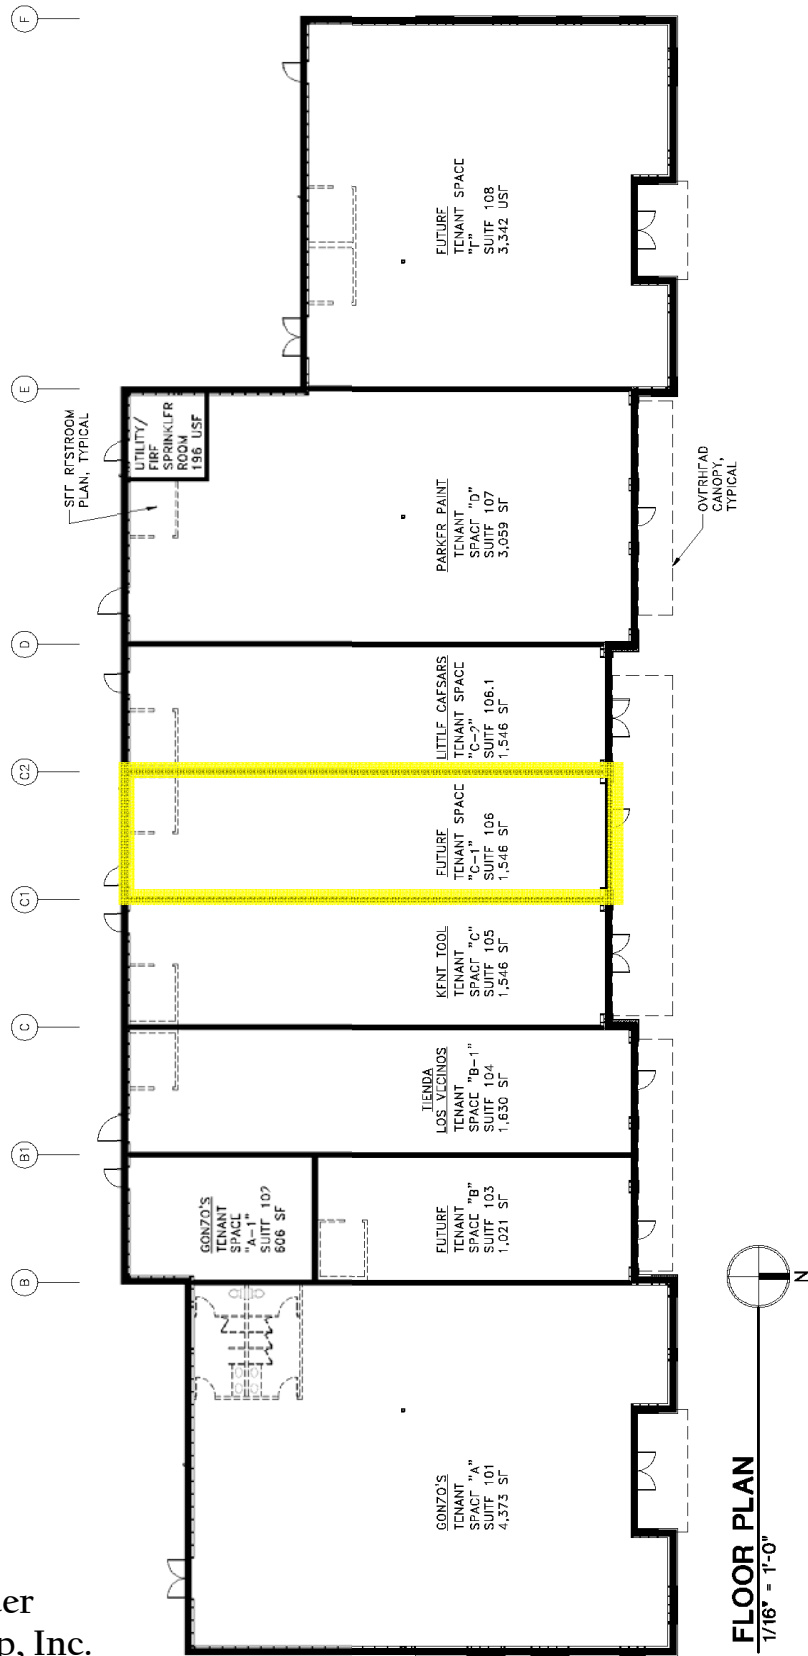 B
B1
C
C1
C2
D
E
F
SEE RESTROOM
PLAN, TYPICAL
UTILITY/
FIRE
SPRINKLER
ROOM
196 USF
GONZO'S
TENANT
SPACE "A"
SUITE 101
4,373 SF
GONZO'S
TENANT
SPACE
"A-1"
SUITE 102
606 SF
FUTURE
TENANT
SPACE "B"
SUITE 103
1,021 SF
TIENDA
LOS VECINOS
TENANT
SPACE "B-1"
SUITE 104
1,630 SF
KENT TOOL
TENANT
SPACE "C"
SUITE 105
1,546 SF
FUTURE
TENANT SPACE
"C-1"
SUITE 106
1,546 SF
LITTLE CAESARS
TENANT SPACE
"C-2"
SUITE 106.1
1,546 SF
PARKER PAINT
TENANT
SPACE "D"
SUITE 107
3,059 SF
FUTURE
TENANT SPACE
"F"
SUITE 108
3,342 USF
OVERHEAD
CANOPY,
TYPICAL
FLOOR PLAN
1/16" = 1'-0"
N
er
p, Inc.